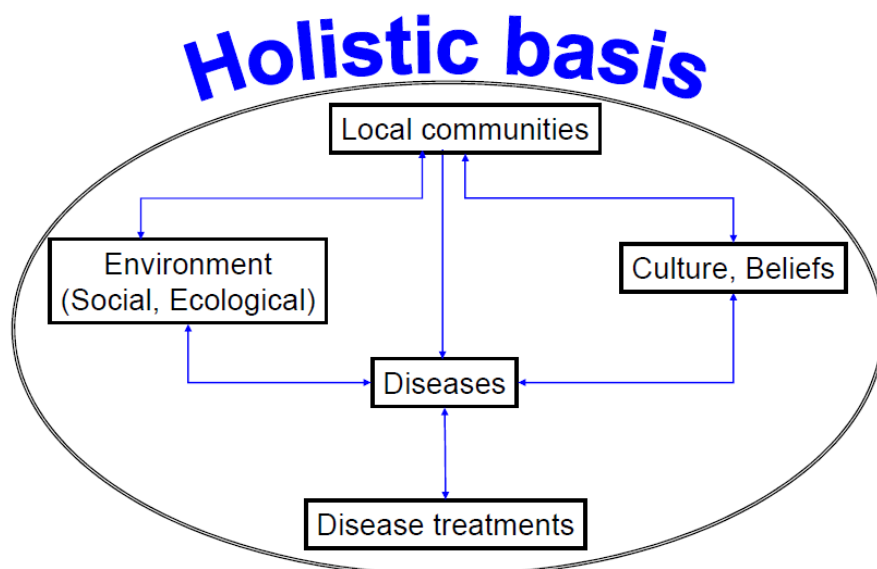 Holistic basis
Local communities
Environment
(Social, Ecological)
Culture, Beliefs
Diseases
Disease treatments